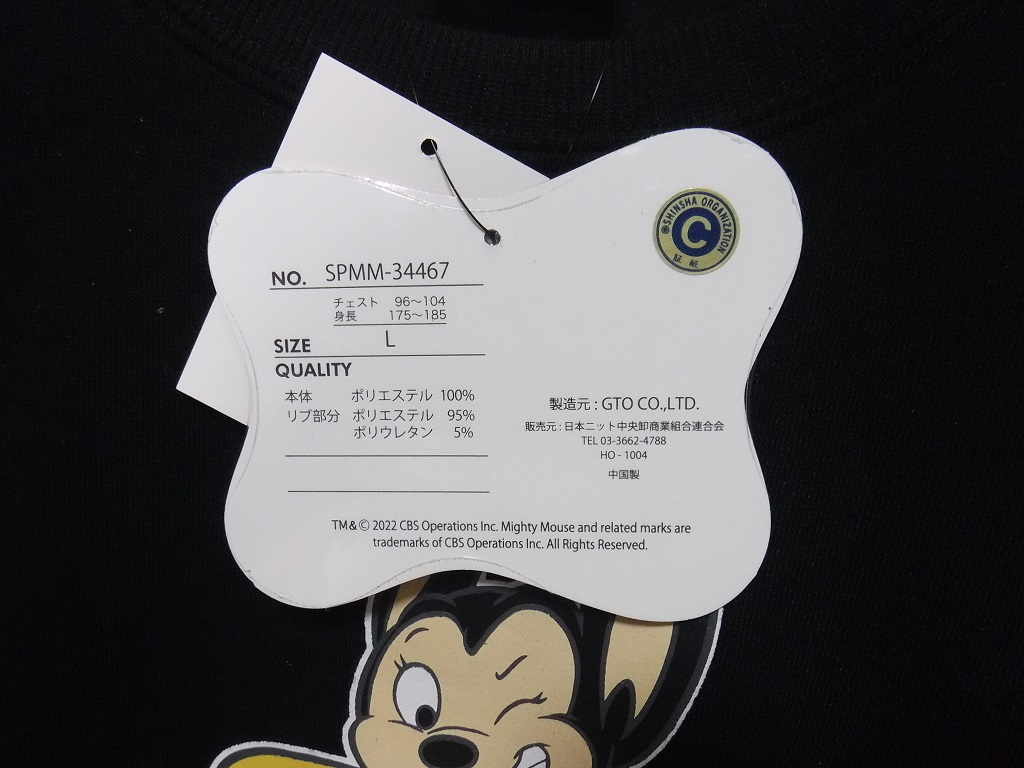 NO. SPMM-34467
チェスト 96〜104
身長 175〜185
SIZE L
QUALITY
本体 ポリエステル 100%
リブ部分 ポリエステル 95%
ポリウレタン 5%
Ⓒ SHINSHA ORGANIZATION
C
証紙
製造元 : GTO CO.,LTD.
販売元 : 日本ニット中央卸商業組合連合会
TEL 03-3662-4788
HO - 1004
中国製
TM&© 2022 CBS Operations Inc. Mighty Mouse and related marks are
trademarks of CBS Operations Inc. All Rights Reserved.